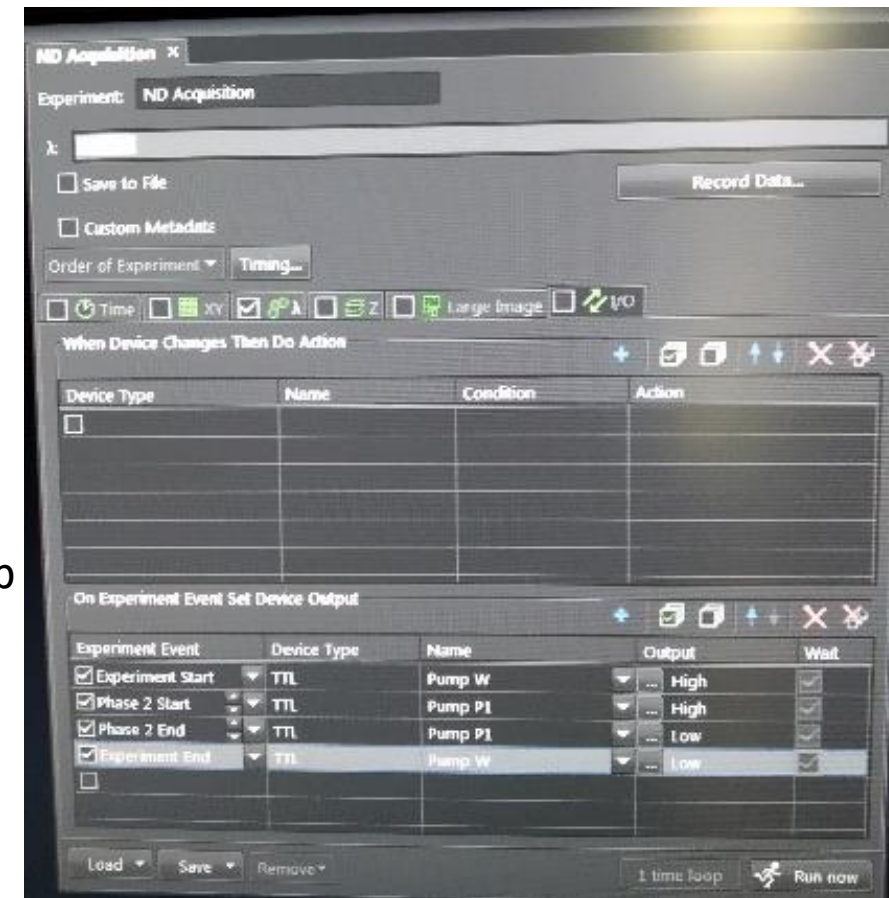 ND Acquisition X
Experiment: ND Acquisition
λ:
Save to File
Record Data...
Custom Metadata
Order of Experiment Timing...
Time XY λ Z Large Image I/O
When Device Changes Then Do Action
Device Type Name Condition Action
p
On Experiment Event Set Device Output
Experiment Event Device Type Name Output Wait
Experiment Start TTL Pump W ... High
Phase 2 Start TTL Pump P1 ... High
Phase 2 End TTL Pump P1 ... Low
Experiment End TTL Pump W ... Low
Load Save Remove 1 time loop Run now